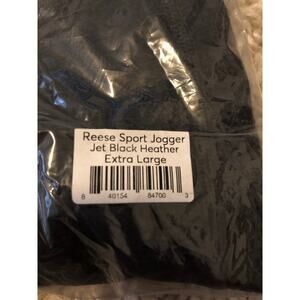 Reese Sport Jogger
Jet Black Heather
Extra Large
8 40154 84700 3